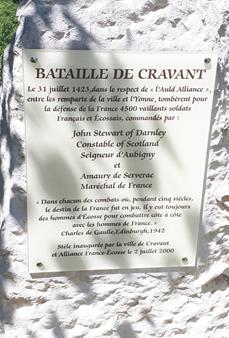 BATAILLE DE CRAVANT
Le 31 juillet 1423, dans le respect de « l'Auld Alliance »,
entre les remparts de la ville et l'Yonne, tombèrent pour
la défense de la France 4500 vaillants soldats
Français et Écossais, commandés par :
John Stewart of Darnley
Constable of Scotland
Seigneur d'Aubigny
et
Amaury de Severac
Maréchal de France
« Dans chacun des combats où, pendant cinq siècles,
le destin de la France fut en jeu, il y eut toujours
des hommes d'Écosse pour combattre côte à côte
avec les hommes de France. »
Charles de Gaulle, Edinburgh, 1942
Stèle inaugurée par la ville de Cravant
et Alliance France-Écosse le 2 juillet 2000